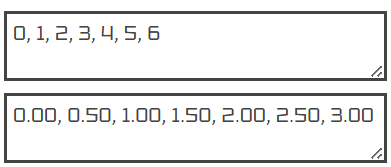 0, 1, 2, 3, 4, 5, 6
0.00, 0.50, 1.00, 1.50, 2.00, 2.50, 3.00